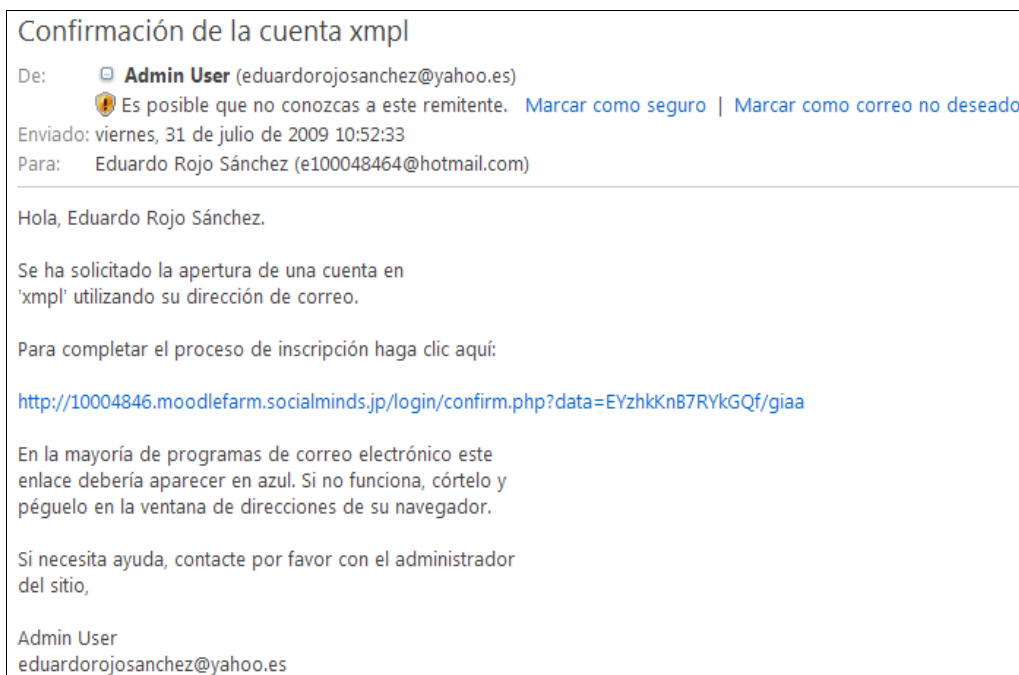 Confirmación de la cuenta xmpl
De: Admin User (eduardorojosanchez@yahoo.es)
Es posible que no conozcas a este remitente. Marcar como seguro | Marcar como correo no deseado
Enviado: viernes, 31 de julio de 2009 10:52:33
Para: Eduardo Rojo Sánchez (e100048464@hotmail.com)
Hola, Eduardo Rojo Sánchez.
Se ha solicitado la apertura de una cuenta en
'xmpl' utilizando su dirección de correo.
Para completar el proceso de inscripción haga clic aquí:
http://10004846.moodlefarm.socialminds.jp/login/confirm.php?data=EYzhkKnB7RYkGQf/giaa
En la mayoría de programas de correo electrónico este
enlace debería aparecer en azul. Si no funciona, córtelo y
péguelo en la ventana de direcciones de su navegador.
Si necesita ayuda, contacte por favor con el administrador
del sitio,
Admin User
eduardorojosanchez@yahoo.es